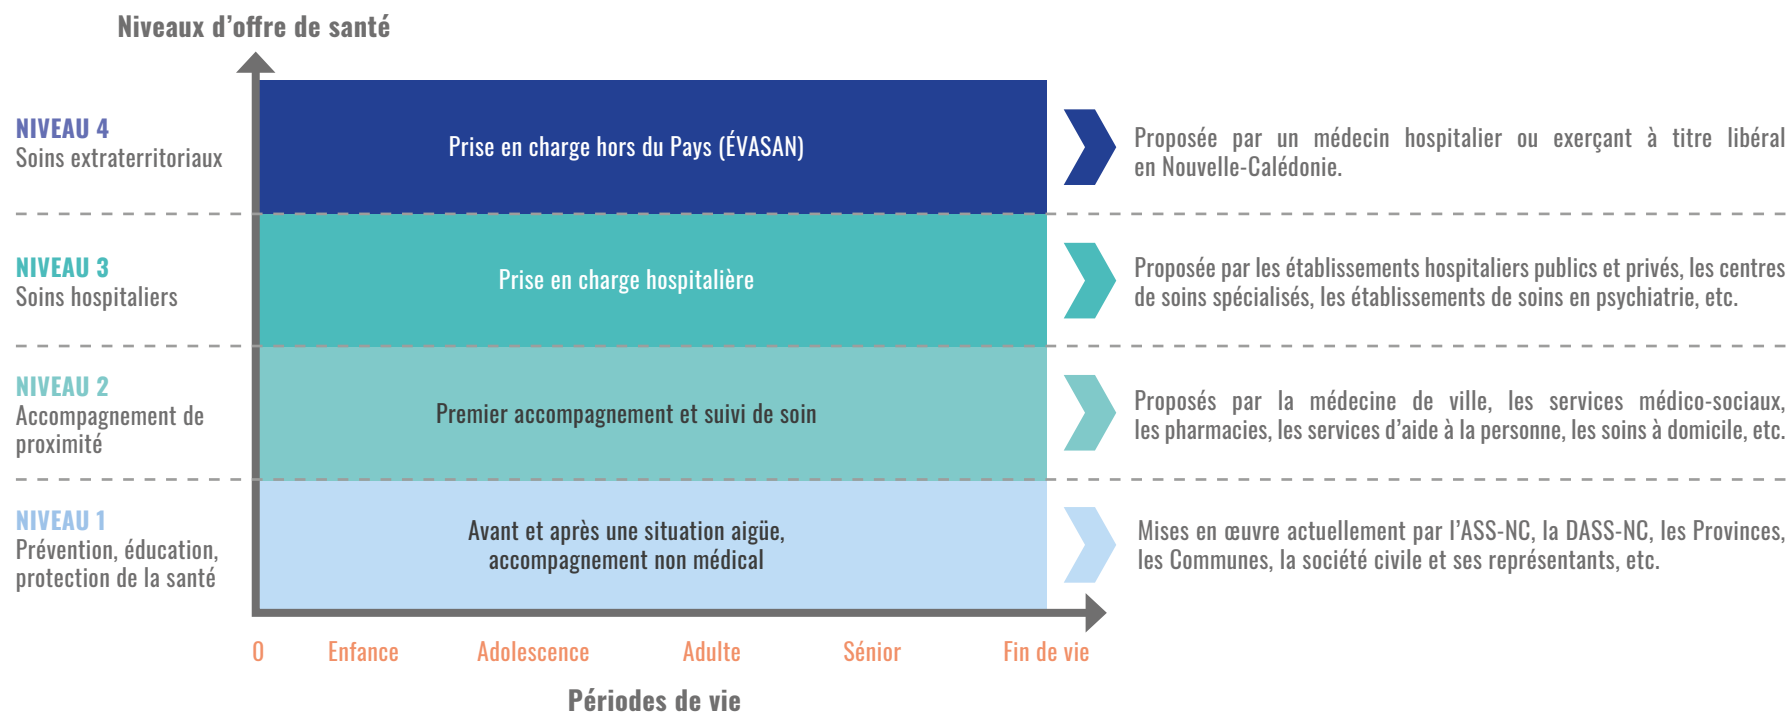 Niveaux d’offre de santé
NIVEAU 4
Soins extraterritoriaux
Prise en charge hors du Pays (ÉVASAN)
Proposée par un médecin hospitalier ou exerçant à titre libéral
en Nouvelle-Calédonie.
NIVEAU 3
Soins hospitaliers
Prise en charge hospitalière
Proposée par les établissements hospitaliers publics et privés, les centres
de soins spécialisés, les établissements de soins en psychiatrie, etc.
NIVEAU 2
Accompagnement de
proximité
Premier accompagnement et suivi de soin
Proposés par la médecine de ville, les services médico-sociaux,
les pharmacies, les services d’aide à la personne, les soins à domicile, etc.
NIVEAU 1
Prévention, éducation,
protection de la santé
Avant et après une situation aigüe,
accompagnement non médical
Mises en œuvre actuellement par l’ASS-NC, la DASS-NC, les Provinces,
les Communes, la société civile et ses représentants, etc.
0 Enfance Adolescence Adulte Sénior Fin de vie
Périodes de vie